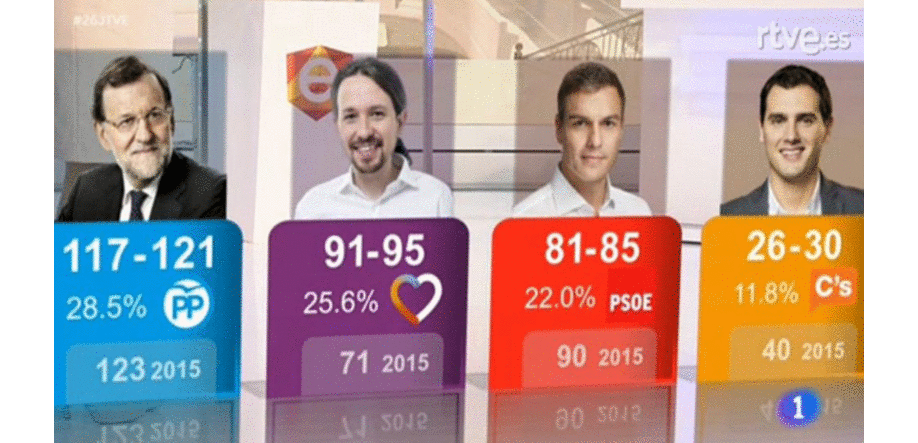 #26JTVE
rtve.es
117-121
28.5% PP
123 2015
91-95
25.6%
71 2015
81-85
22.0% PSOE
90 2015
26-30
11.8% C's
40 2015
1